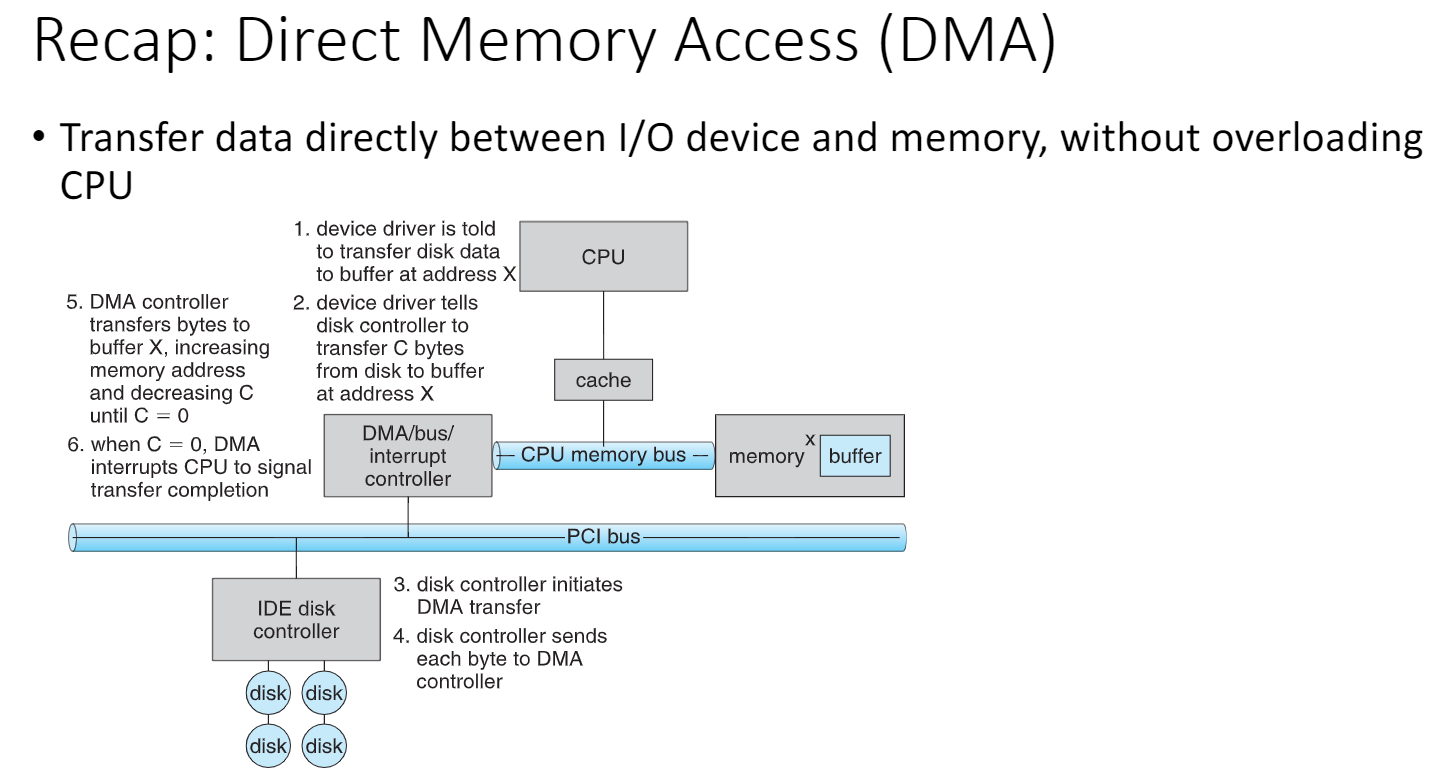 Recap: Direct Memory Access (DMA)
• Transfer data directly between I/O device and memory, without overloading
CPU
1. device driver is told
to transfer disk data
to buffer at address X
2. device driver tells
disk controller to
transfer C bytes
from disk to buffer
at address X
CPU
cache
5. DMA controller
transfers bytes to
buffer X, increasing
memory address
and decreasing C
until C = 0
6. when C = 0, DMA
interrupts CPU to signal
transfer completion
DMA/bus/
interrupt
controller
CPU memory bus
memory
X
buffer
PCI bus
IDE disk
controller
3. disk controller initiates
DMA transfer
4. disk controller sends
each byte to DMA
controller
disk
disk
disk
disk